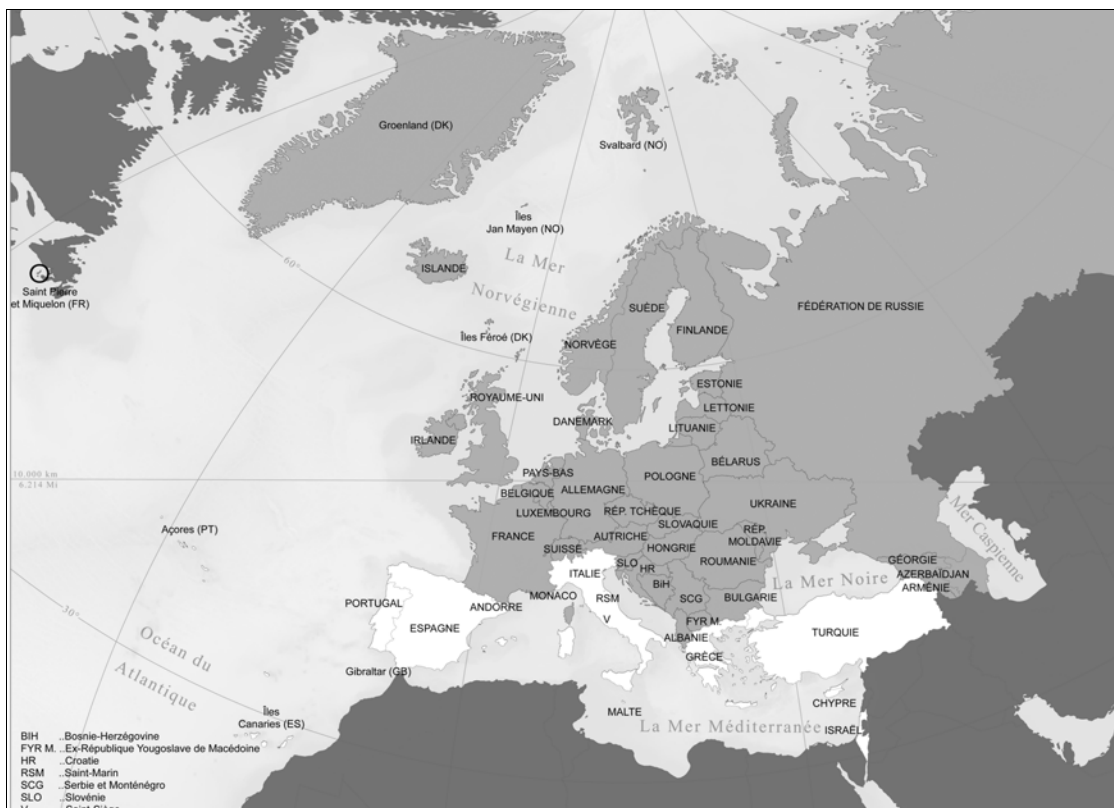 Groenland (DK)
Svalbard (NO)
Îles
Jan Mayen (NO)
La Mer
Norvégienne
ISLANDE
60°
Saint Pierre
et Miquelon (FR)
FÉDÉRATION DE RUSSIE
SUÈDE
FINLANDE
Îles Féroé (DK)
NORVÈGE
ESTONIE
ROYAUME-UNI
LETTONIE
DANEMARK
LITUANIE
IRLANDE
BÉLARUS
10,000 km
6,214 Mi
PAYS-BAS
POLOGNE
BELGIQUE
ALLEMAGNE
UKRAINE
LUXEMBOURG
RÉP. TCHÈQUE
SLOVAQUIE
Mer Caspienne
Açores (PT)
FRANCE
AUTRICHE
RÉP.
MOLDAVIE
SUISSE
HONGRIE
SLO
HR
ROUMANIE
GÉORGIE
AZERBAÏDJAN
ARMÉNIE
ITALIE
BiH
La Mer Noire
MONACO
RSM
SCG
BULGARIE
30°
PORTUGAL
ANDORRE
V
FYR M.
ESPAGNE
ALBANIE
TURQUIE
Océan du
Atlantique
GRÈCE
Gibraltar (GB)
CHYPRE
Îles
Canaries (ES)
MALTE
La Mer Méditerranée
ISRAËL
BIH ..Bosnie-Herzégovine
FYR M. ..Ex-République Yougoslave de Macédoine
HR ..Croatie
RSM ..Saint-Marin
SCG ..Serbie et Monténégro
SLO ..Slovénie